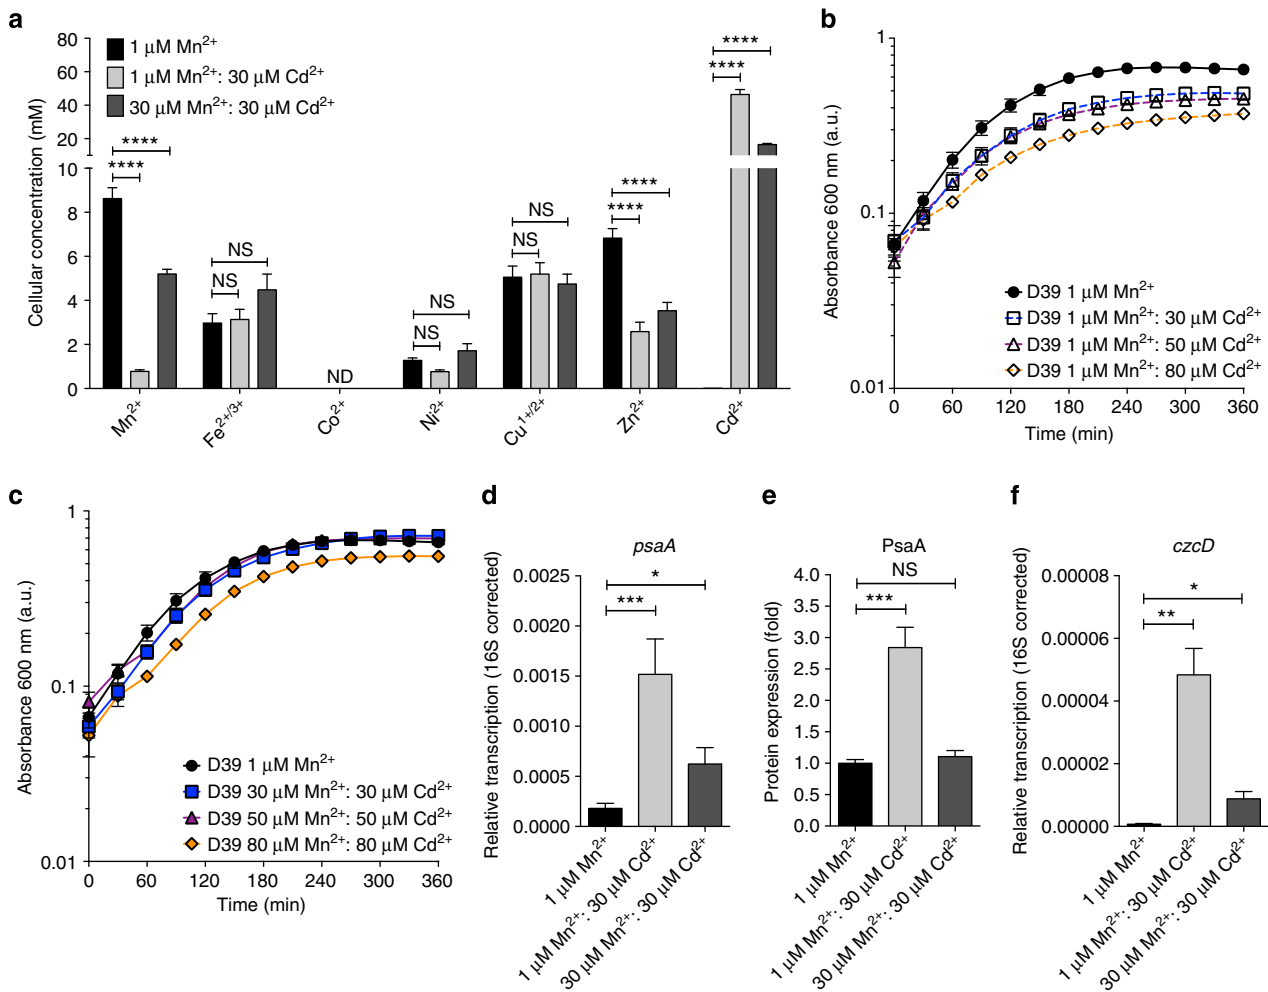 a
80
60
40
20
10
8
6
4
2
0
Cellular concentration (mM)
1 μM Mn²⁺
1 μM Mn²⁺: 30 μM Cd²⁺
30 μM Mn²⁺: 30 μM Cd²⁺
****
****
NS
NS
ND
NS
NS
NS
NS
****
****
****
****
Mn²⁺
Fe²⁺/³⁺
Co²⁺
Ni²⁺
Cu¹⁺/²⁺
Zn²⁺
Cd²⁺
b
1
0.1
0.01
Absorbance 600 nm (a.u.)
D39 1 μM Mn²⁺
D39 1 μM Mn²⁺: 30 μM Cd²⁺
D39 1 μM Mn²⁺: 50 μM Cd²⁺
D39 1 μM Mn²⁺: 80 μM Cd²⁺
0 60 120 180 240 300 360
Time (min)
c
1
0.1
0.01
Absorbance 600 nm (a.u.)
D39 1 μM Mn²⁺
D39 30 μM Mn²⁺: 30 μM Cd²⁺
D39 50 μM Mn²⁺: 50 μM Cd²⁺
D39 80 μM Mn²⁺: 80 μM Cd²⁺
0 60 120 180 240 300 360
Time (min)
d
psaA
0.0025
0.0020
0.0015
0.0010
0.0005
0.0000
Relative transcription (16S corrected)
*
***
1 μM Mn²⁺
1 μM Mn²⁺: 30 μM Cd²⁺
30 μM Mn²⁺: 30 μM Cd²⁺
e
PsaA
4.0
3.5
3.0
2.5
2.0
1.5
1.0
0.5
0.0
Protein expression (fold)
NS
***
1 μM Mn²⁺
1 μM Mn²⁺: 30 μM Cd²⁺
30 μM Mn²⁺: 30 μM Cd²⁺
f
czcD
0.00008
0.00006
0.00004
0.00002
0.00000
Relative transcription (16S corrected)
*
**
1 μM Mn²⁺
1 μM Mn²⁺: 30 μM Cd²⁺
30 μM Mn²⁺: 30 μM Cd²⁺